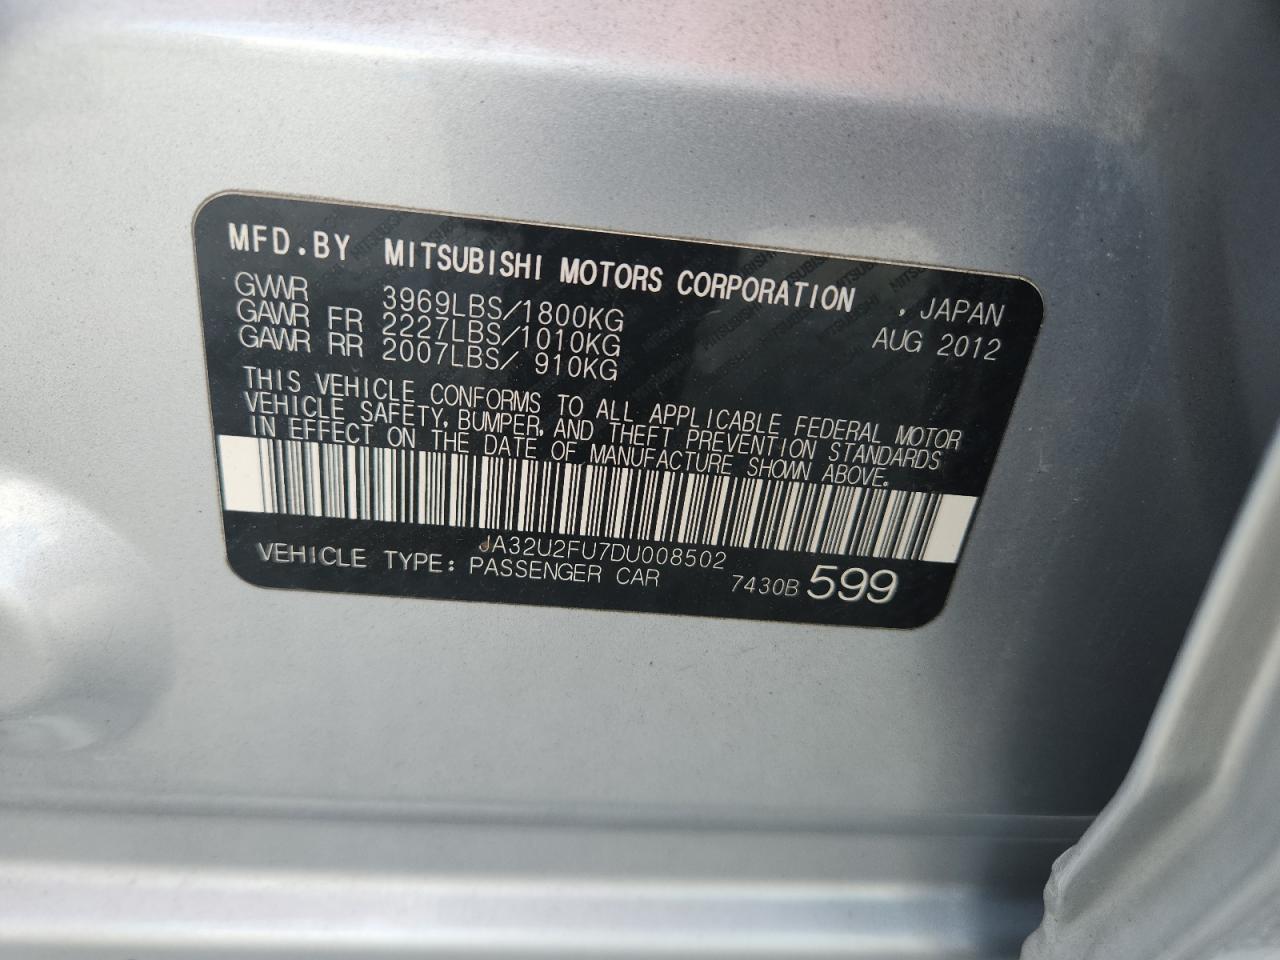 MFD.BY MITSUBISHI MOTORS CORPORATION , JAPAN
GVWR 3969LBS/1800KG AUG 2012
GAWR FR 2227LBS/1010KG
GAWR RR 2007LBS/ 910KG
THIS VEHICLE CONFORMS TO ALL APPLICABLE FEDERAL MOTOR
VEHICLE SAFETY, BUMPER, AND THEFT PREVENTION STANDARDS
IN EFFECT ON THE DATE OF MANUFACTURE SHOWN ABOVE.
JA32U2FU7DU008502
VEHICLE TYPE: PASSENGER CAR 7430B 599